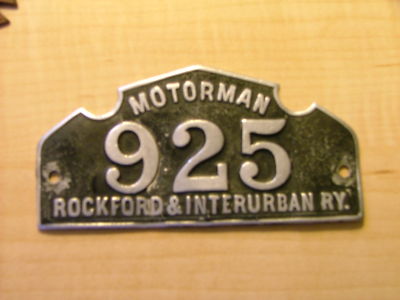 MOTORMAN
925
ROCKFORD & INTERURBAN RY.